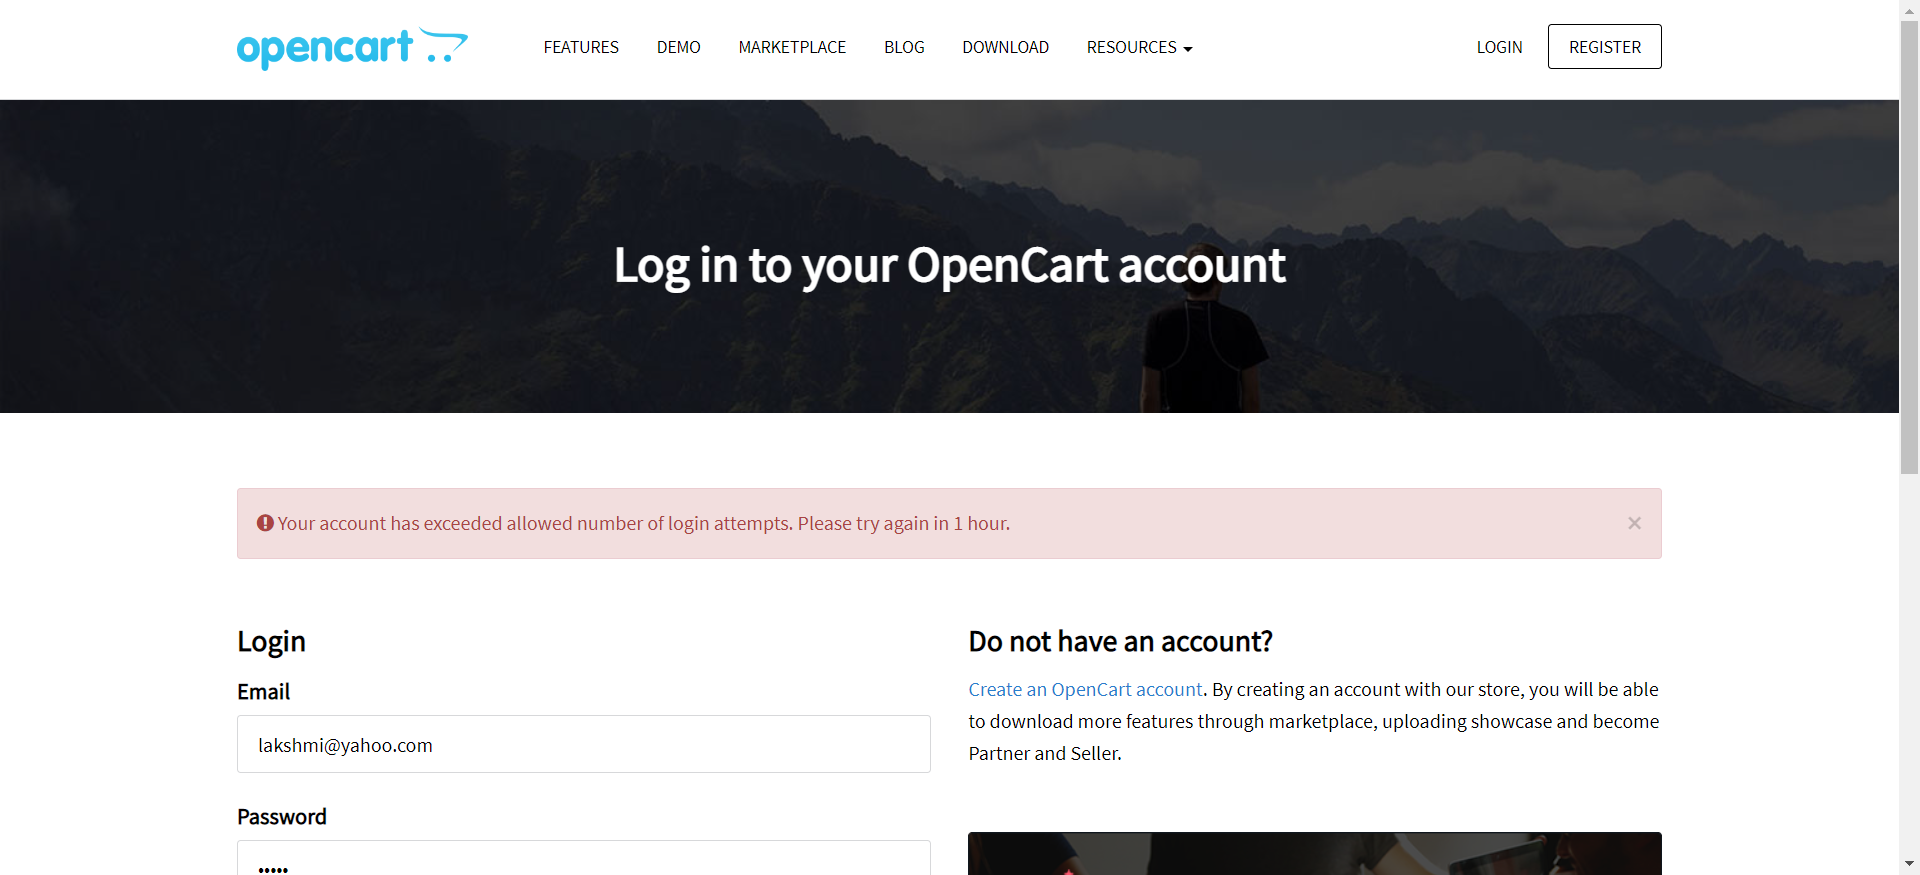 opencart
FEATURES DEMO MARKETPLACE BLOG DOWNLOAD RESOURCES LOGIN REGISTER
Log in to your OpenCart account
Your account has exceeded allowed number of login attempts. Please try again in 1 hour. ×
Login
Email
lakshmi@yahoo.com
Password
•••••
Do not have an account?
Create an OpenCart account. By creating an account with our store, you will be able
to download more features through marketplace, uploading showcase and become
Partner and Seller.